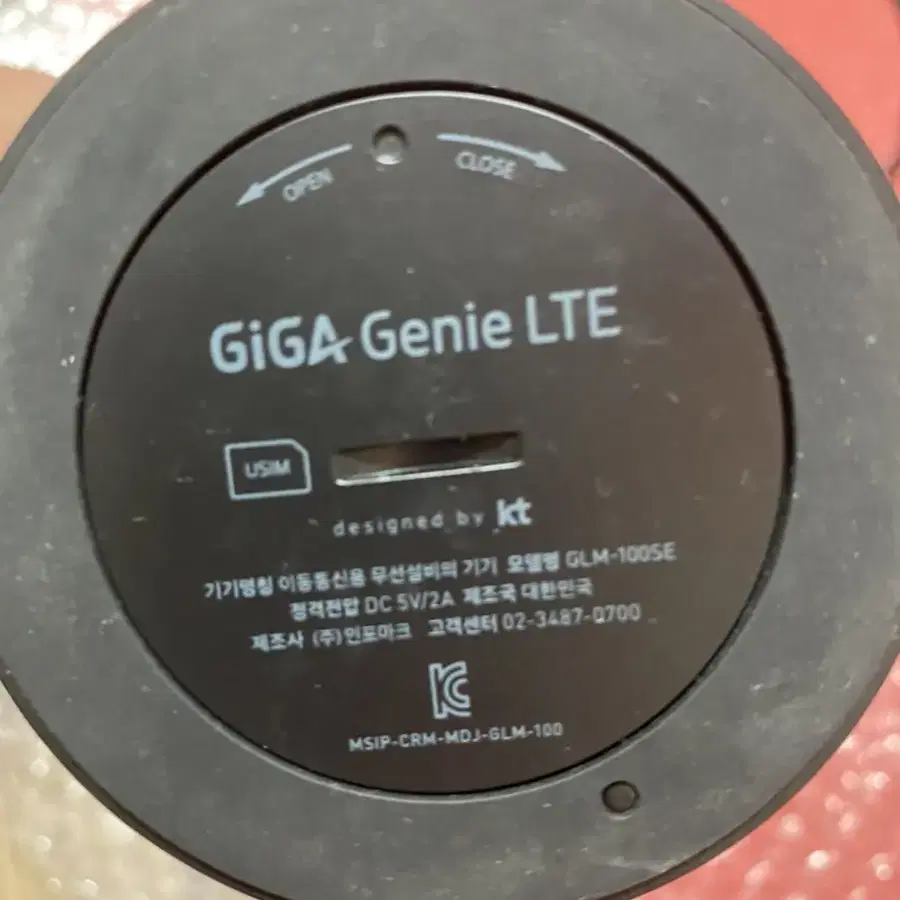 OPEN CLOSE
GiGA Genie LTE
USIM
designed by kt
기기명칭 이동통신용 무선설비의 기기 모델명 GLM-100SE
정격전압 DC 5V/2A 제조국 대한민국
제조사 (주)인포마크 고객센터 02-3487-0700
KC
MSIP-CRM-MDJ-GLM-100